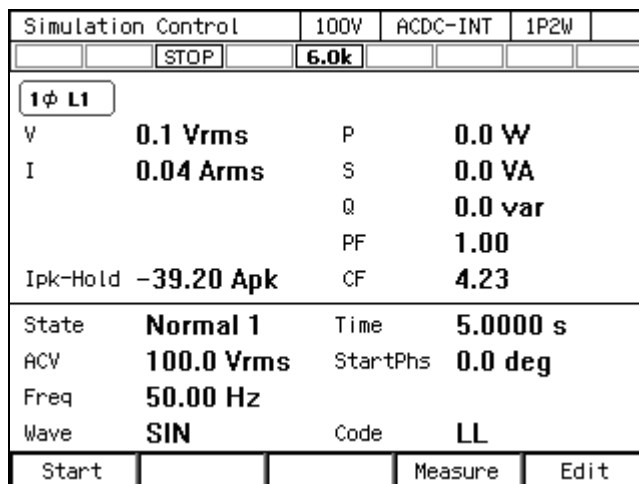 Simulation Control 100V ACDC-INT 1P2W
STOP 6.0k
1Φ L1
V 0.1 Vrms P 0.0 W
I 0.04 Arms S 0.0 VA
Q 0.0 var
PF 1.00
Ipk-Hold -39.20 Apk CF 4.23
State Normal 1 Time 5.0000 s
ACV 100.0 Vrms StartPhs 0.0 deg
Freq 50.00 Hz
Wave SIN Code LL
Start Measure Edit